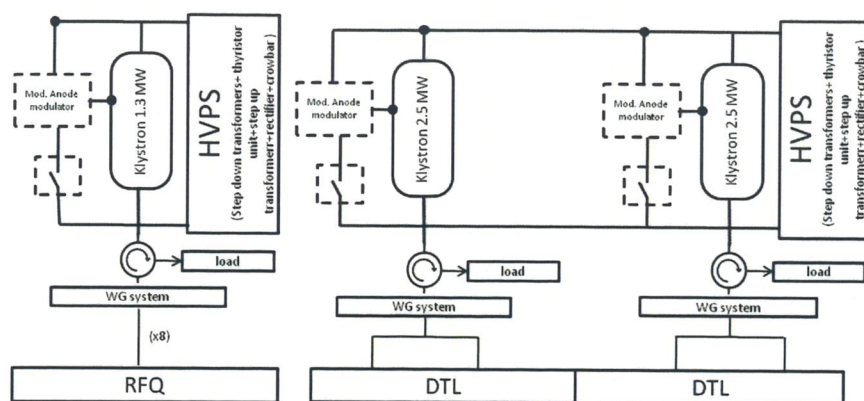 Mod. Anode
modulator
Klystron 1.3 MW
HVPS
(Step down transformers+ thyristor
unit+step up
transformerr+rectifier+crowbar)
load
WG system
(x8)
RFQ
Mod. Anode
modulator
Klystron 2.5 MW
load
WG system
DTL
Mod. Anode
modulator
Klystron 2.5 MW
HVPS
(Step down transformers+ thyristor
unit+step up
transformerr+rectifier+crowbar)
load
WG system
DTL